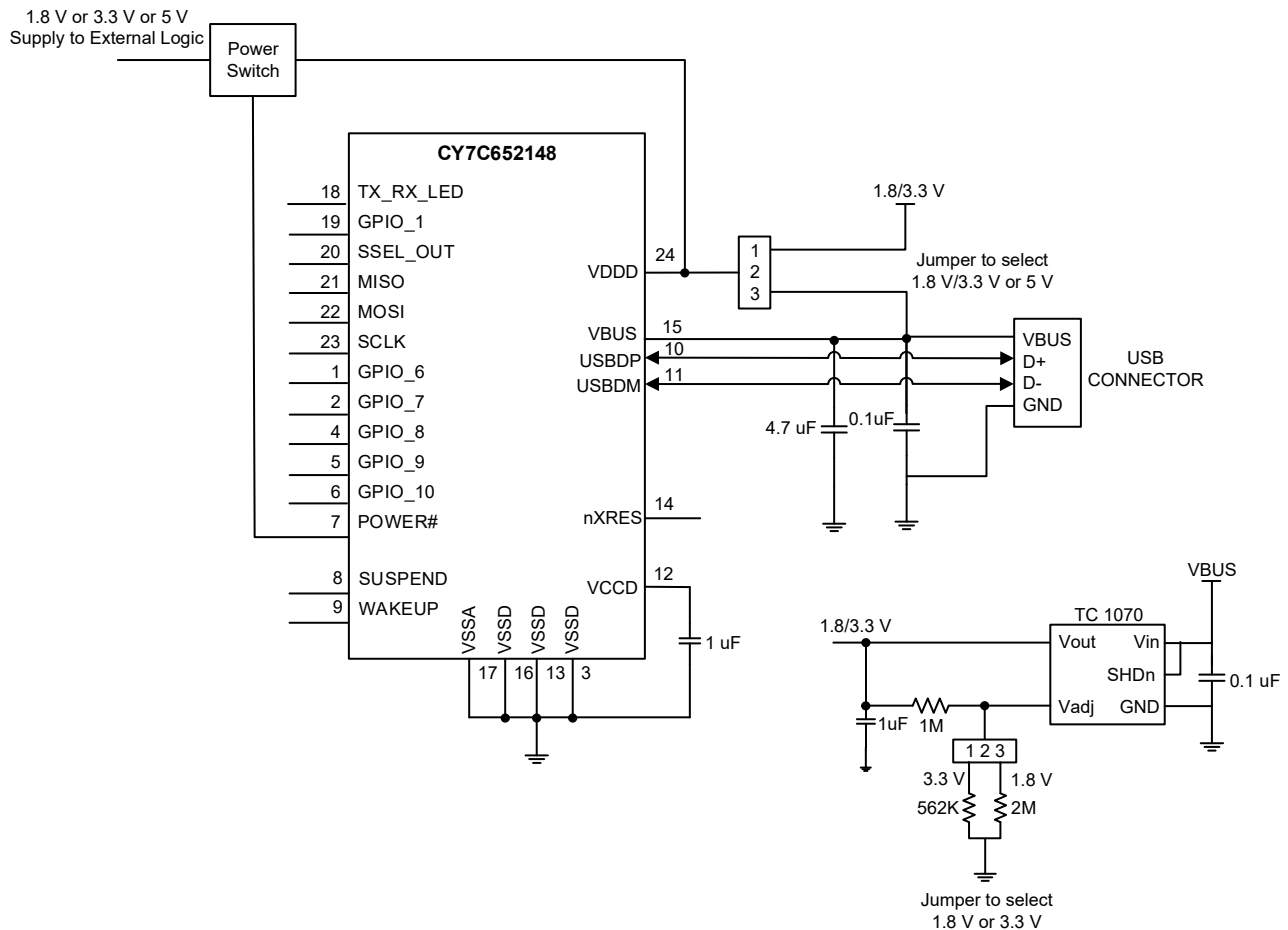 1.8 V or 3.3 V or 5 V
Supply to External Logic
Power
Switch
CY7C652148
18 TX_RX_LED
19 GPIO_1
20 SSEL_OUT
21 MISO
22 MOSI
23 SCLK
1 GPIO_6
2 GPIO_7
4 GPIO_8
5 GPIO_9
6 GPIO_10
7 POWER#
8 SUSPEND
9 WAKEUP
VSSA
VSSD
VSSD
VSSD
17
16
13
3
VDDD 24
VBUS 15
USBDP 10
USBDM 11
nXRES 14
VCCD 12
1 uF
1
2
3
1.8/3.3 V
Jumper to select
1.8 V/3.3 V or 5 V
VBUS
D+
D-
GND
USB
CONNECTOR
4.7 uF
0.1uF
VBUS
TC 1070
1.8/3.3 V
Vout Vin
SHDn
Vadj GND
0.1 uF
1uF
1M
1 2 3
3.3 V 1.8 V
562K 2M
Jumper to select
1.8 V or 3.3 V